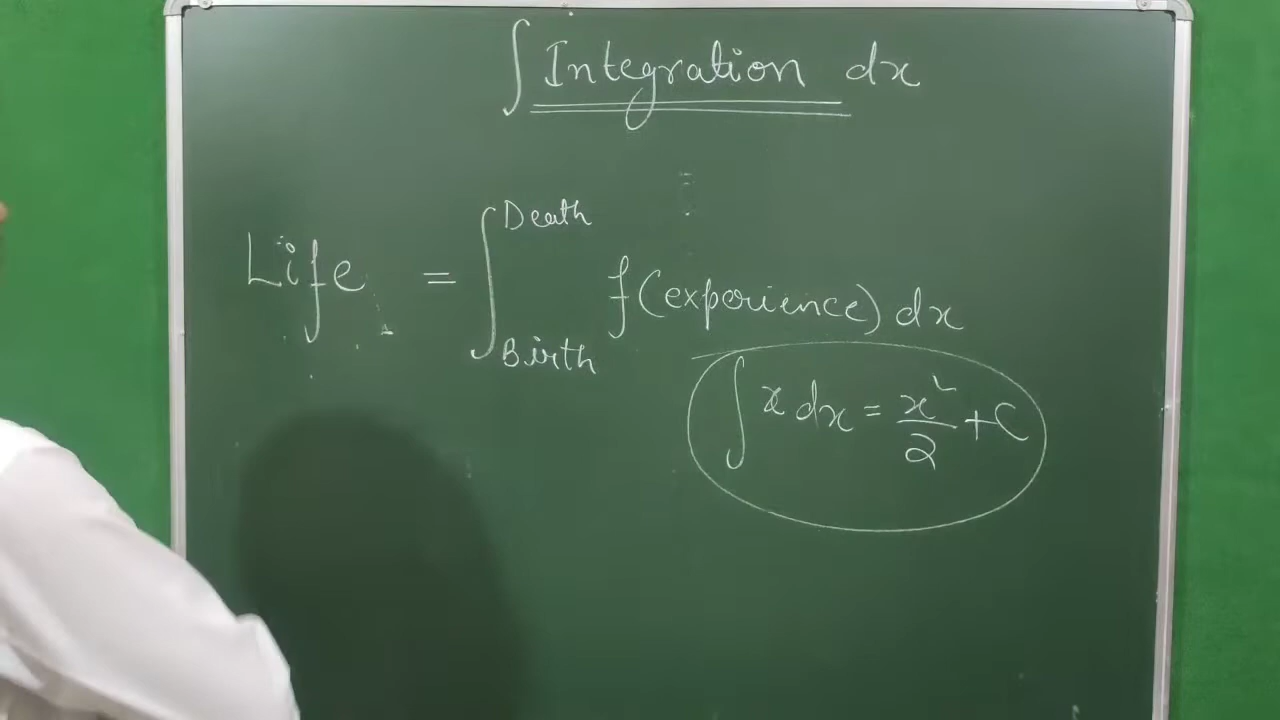 ∫ Integration dx
Life = ∫ Death Birth f(experience) dx
∫ x dx = x²/2 + C